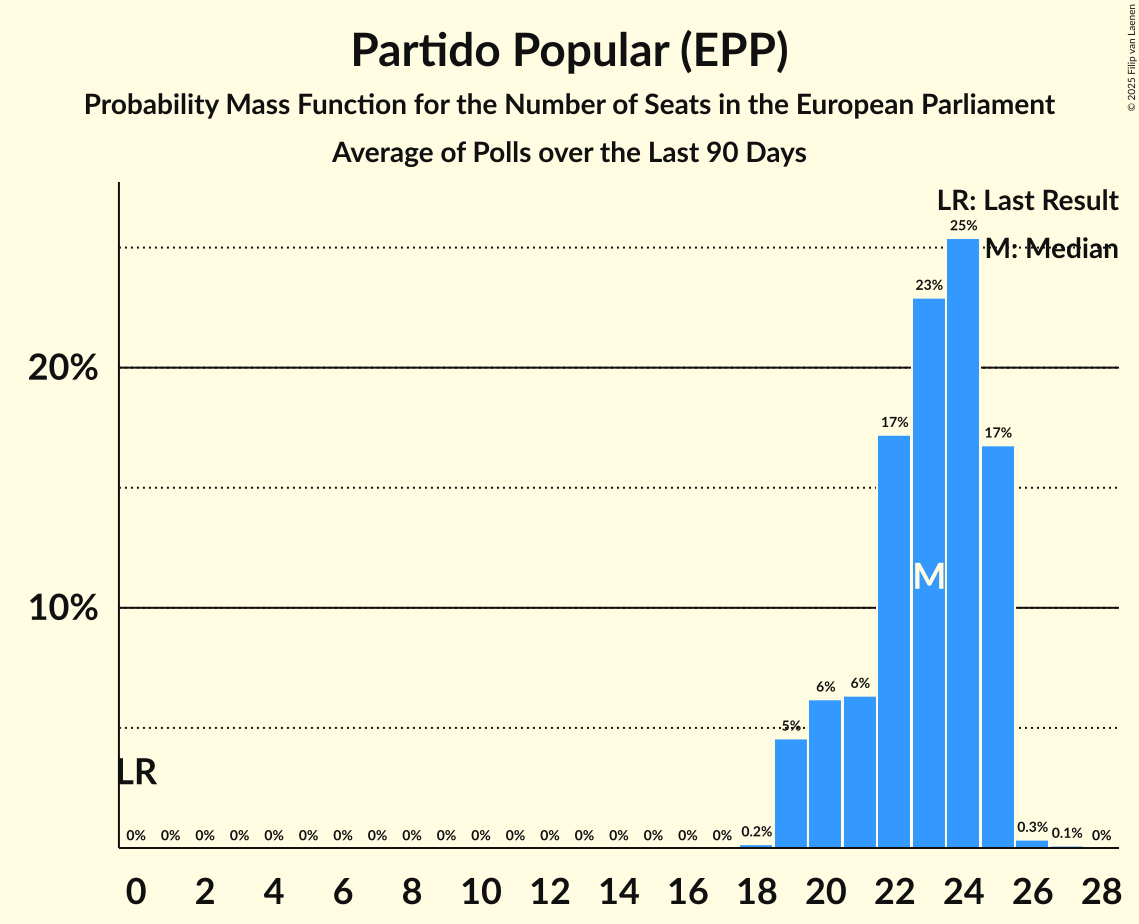 Partido Popular (EPP)
Probability Mass Function for the Number of Seats in the European Parliament
Average of Polls over the Last 90 Days
© 2025 Filip van Laenen
LR: Last Result
M: Median
25%
23%
20%
17%
17%
M
10%
6%
6%
5%
LR
0% 0% 0% 0% 0% 0% 0% 0% 0% 0% 0% 0% 0% 0% 0% 0% 0% 0% 0.2% 0.3% 0.1% 0%
0 2 4 6 8 10 12 14 16 18 20 22 24 26 28